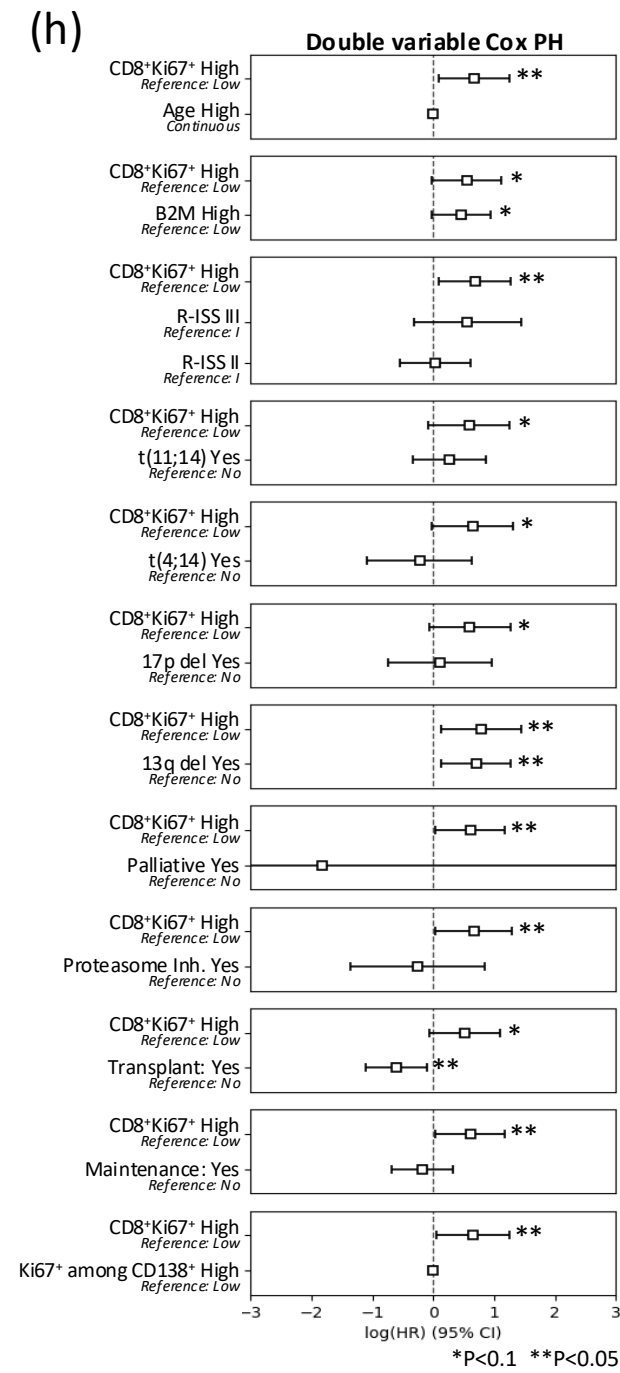 (h)
Double variable Cox PH
CD8⁺Ki67⁺ High
Reference: Low
**
Age High
Continuous
CD8⁺Ki67⁺ High
Reference: Low
*
B2M High
Reference: Low
*
CD8⁺Ki67⁺ High
Reference: Low
**
R-ISS III
Reference: I
R-ISS II
Reference: I
CD8⁺Ki67⁺ High
Reference: Low
*
t(11;14) Yes
Reference: No
CD8⁺Ki67⁺ High
Reference: Low
*
t(4;14) Yes
Reference: No
CD8⁺Ki67⁺ High
Reference: Low
*
17p del Yes
Reference: No
CD8⁺Ki67⁺ High
Reference: Low
**
13q del Yes
Reference: No
**
CD8⁺Ki67⁺ High
Reference: Low
**
Palliative Yes
Reference: No
CD8⁺Ki67⁺ High
Reference: Low
**
Proteasome Inh. Yes
Reference: No
CD8⁺Ki67⁺ High
Reference: Low
*
Transplant: Yes
Reference: No
**
CD8⁺Ki67⁺ High
Reference: Low
**
Maintenance: Yes
Reference: No
CD8⁺Ki67⁺ High
Reference: Low
**
Ki67⁺ among CD138⁺ High
Reference: Low
−3 −2 −1 0 1 2 3
log(HR) (95% CI)
*P<0.1 **P<0.05